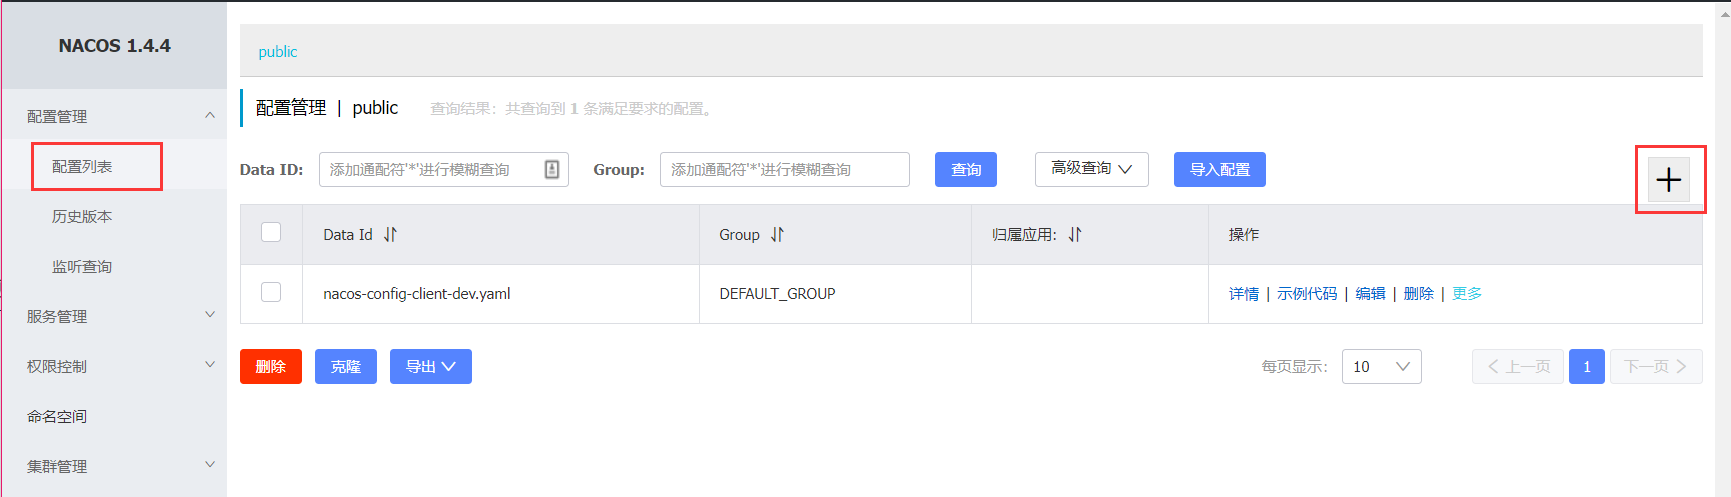 NACOS 1.4.4
配置管理
配置列表
历史版本
监听查询
服务管理
权限控制
命名空间
集群管理
public
配置管理 | public 查询结果：共查询到 1 条满足要求的配置。
Data ID: 添加通配符'*'进行模糊查询 Group: 添加通配符'*'进行模糊查询 查询 高级查询 导入配置
Data Id Group 归属应用: 操作
nacos-config-client-dev.yaml DEFAULT_GROUP 详情 | 示例代码 | 编辑 | 删除 | 更多
删除 克隆 导出 每页显示: 10 上一页 1 下一页